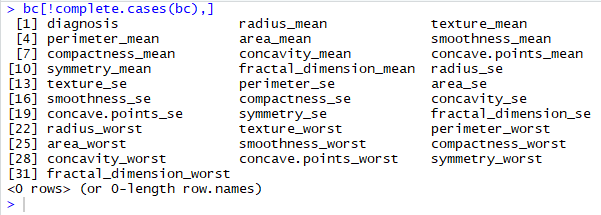 > bc[!complete.cases(bc),]
 [1] diagnosis               radius_mean             texture_mean
 [4] perimeter_mean          area_mean               smoothness_mean
 [7] compactness_mean        concavity_mean          concave.points_mean
[10] symmetry_mean           fractal_dimension_mean  radius_se
[13] texture_se              perimeter_se            area_se
[16] smoothness_se           compactness_se          concavity_se
[19] concave.points_se       symmetry_se             fractal_dimension_se
[22] radius_worst            texture_worst           perimeter_worst
[25] area_worst              smoothness_worst        compactness_worst
[28] concavity_worst         concave.points_worst    symmetry_worst
[31] fractal_dimension_worst
<0 rows> (or 0-length row.names)
>